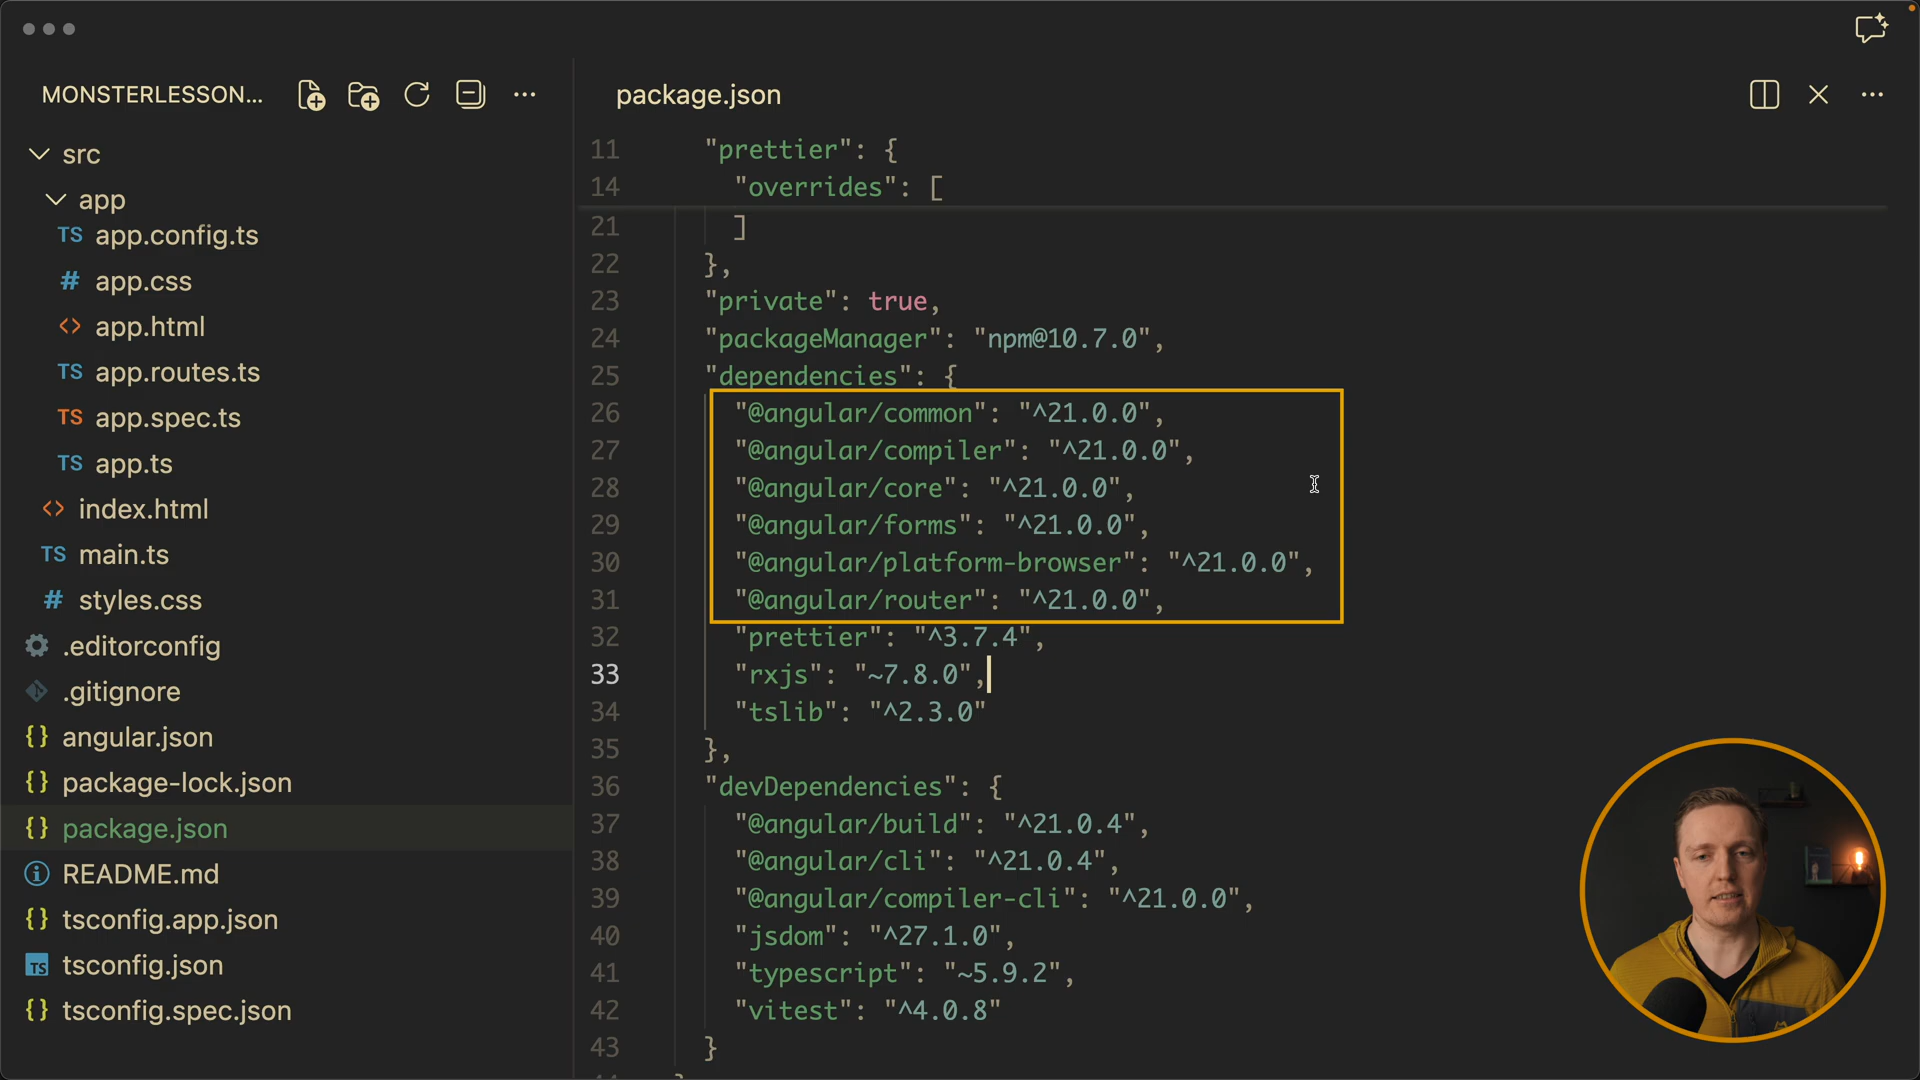 MONSTERLESSON...
src
app
TS app.config.ts
# app.css
<> app.html
TS app.routes.ts
TS app.spec.ts
TS app.ts
<> index.html
TS main.ts
# styles.css
.editorconfig
.gitignore
{} angular.json
{} package-lock.json
{} package.json
README.md
{} tsconfig.app.json
TS tsconfig.json
{} tsconfig.spec.json
package.json
11 "prettier": {
14 "overrides": [
21 ]
22 },
23 "private": true,
24 "packageManager": "npm@10.7.0",
25 "dependencies": {
26 "@angular/common": "^21.0.0",
27 "@angular/compiler": "^21.0.0",
28 "@angular/core": "^21.0.0",
29 "@angular/forms": "^21.0.0",
30 "@angular/platform-browser": "^21.0.0",
31 "@angular/router": "^21.0.0",
32 "prettier": "^3.7.4",
33 "rxjs": "~7.8.0",
34 "tslib": "^2.3.0"
35 },
36 "devDependencies": {
37 "@angular/build": "^21.0.4",
38 "@angular/cli": "^21.0.4",
39 "@angular/compiler-cli": "^21.0.0",
40 "jsdom": "^27.1.0",
41 "typescript": "~5.9.2",
42 "vitest": "^4.0.8"
43 }